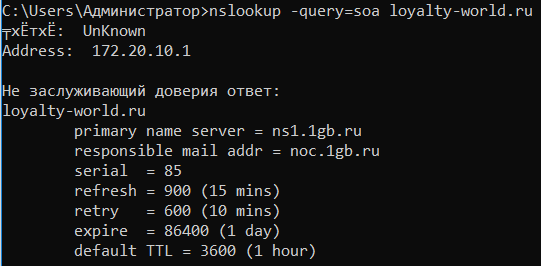 C:\Users\Администратор>nslookup -query=soa loyalty-world.ru
╤хЁтхЁ:  UnKnown
Address:  172.20.10.1

Не заслуживающий доверия ответ:
loyalty-world.ru
        primary name server = ns1.1gb.ru
        responsible mail addr = noc.1gb.ru
        serial  = 85
        refresh = 900 (15 mins)
        retry   = 600 (10 mins)
        expire  = 86400 (1 day)
        default TTL = 3600 (1 hour)